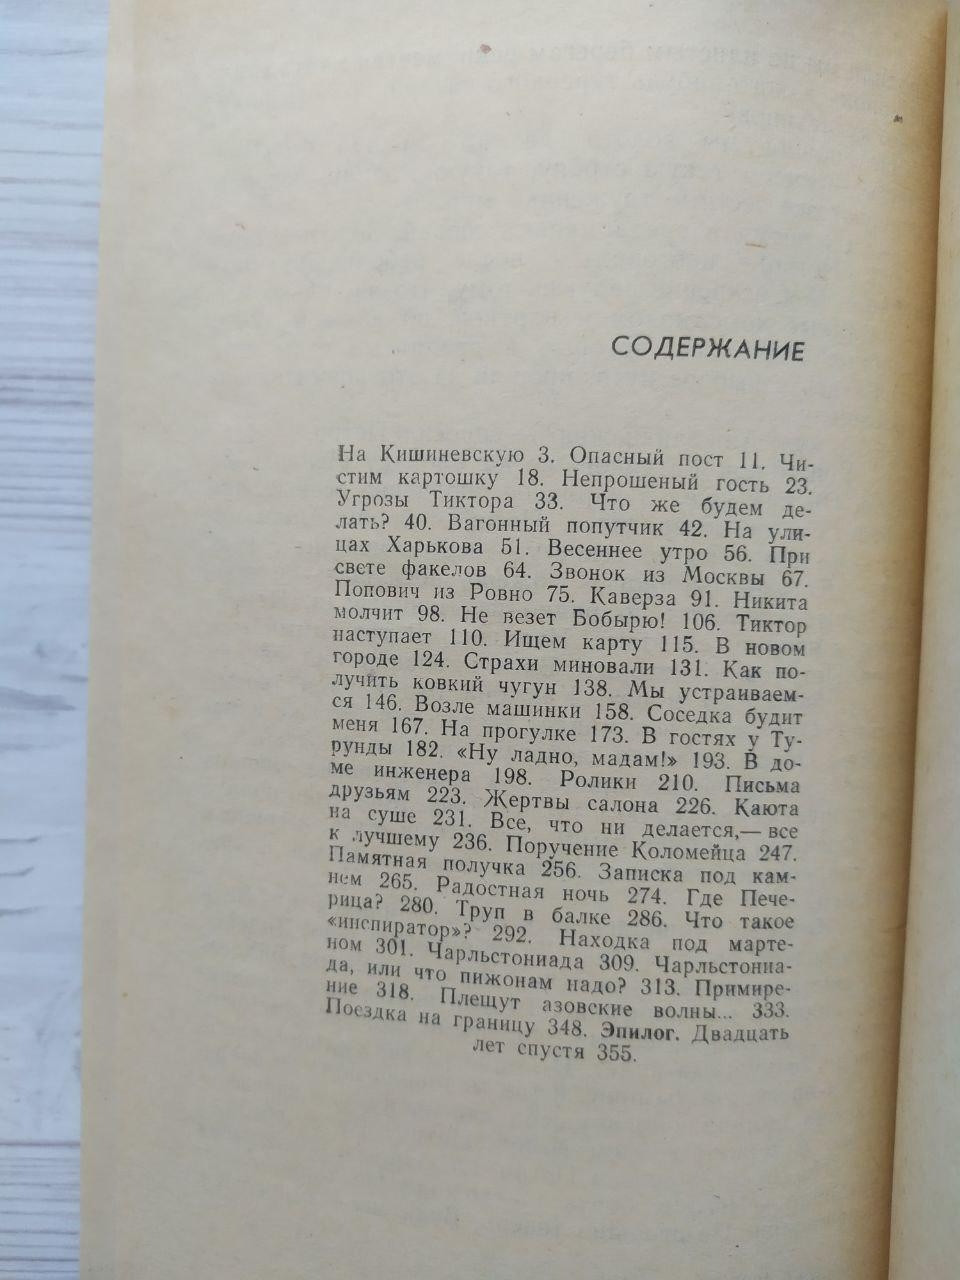 СОДЕРЖАНИЕ
На Кишиневскую 3. Опасный пост 11. Чи-
стим картошку 18. Непрошеный гость 23.
Угрозы Тиктора 33. Что же будем де-
лать? 40. Вагонный попутчик 42. На ули-
цах Харькова 51. Весеннее утро 56. При
свете факелов 64. Звонок из Москвы 67.
Попович из Ровно 75. Каверза 91. Никита
молчит 98. Не везет Бобырю! 106. Тиктор
наступает 110. Ищем карту 115. В новом
городе 124. Страхи миновали 131. Как по-
лучить ковкий чугун 138. Мы устраиваем-
ся 146. Возле машинки 158. Соседка будит
меня 167. На прогулке 173. В гостях у Ту-
рунды 182. «Ну ладно, мадам!» 193. В до-
ме инженера 198. Ролики 210. Письма
друзьям 223. Жертвы салона 226. Каюта
на суше 231. Все, что ни делается,— все
к лучшему 236. Поручение Коломейца 247.
Памятная получка 256. Записка под кам-
нем 265. Радостная ночь 274. Где Пече-
рица? 280. Труп в балке 286. Что такое
«инспиратор»? 292. Находка под марте-
ном 301. Чарльстониада 309. Чарльстониа-
да, или что пижонам надо? 313. Примире-
ние 318. Плещут азовские волны... 333.
Поездка на границу 348. Эпилог. Двадцать
лет спустя 355.